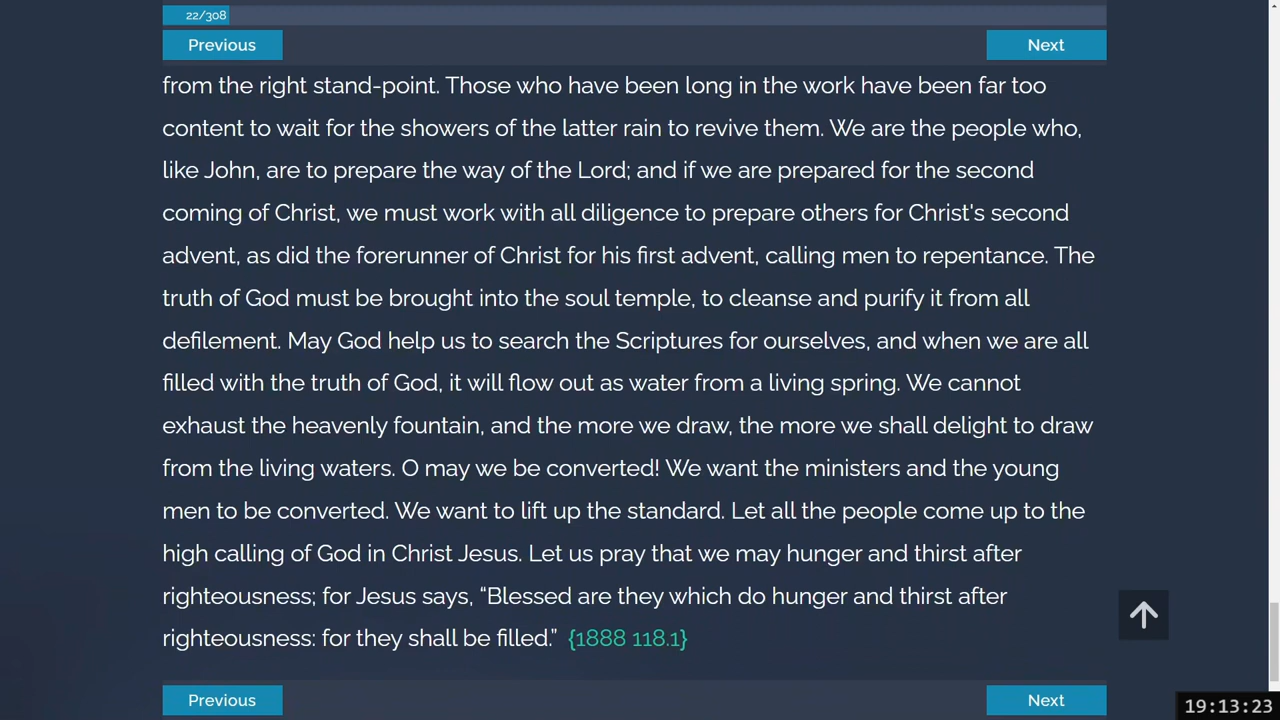 22/308
Previous
Next
from the right stand-point. Those who have been long in the work have been far too
content to wait for the showers of the latter rain to revive them. We are the people who,
like John, are to prepare the way of the Lord; and if we are prepared for the second
coming of Christ, we must work with all diligence to prepare others for Christ's second
advent, as did the forerunner of Christ for his first advent, calling men to repentance. The
truth of God must be brought into the soul temple, to cleanse and purify it from all
defilement. May God help us to search the Scriptures for ourselves, and when we are all
filled with the truth of God, it will flow out as water from a living spring. We cannot
exhaust the heavenly fountain, and the more we draw, the more we shall delight to draw
from the living waters. O may we be converted! We want the ministers and the young
men to be converted. We want to lift up the standard. Let all the people come up to the
high calling of God in Christ Jesus. Let us pray that we may hunger and thirst after
righteousness; for Jesus says, “Blessed are they which do hunger and thirst after
righteousness: for they shall be filled.” {1888 118.1}
Previous
Next
19:13:23